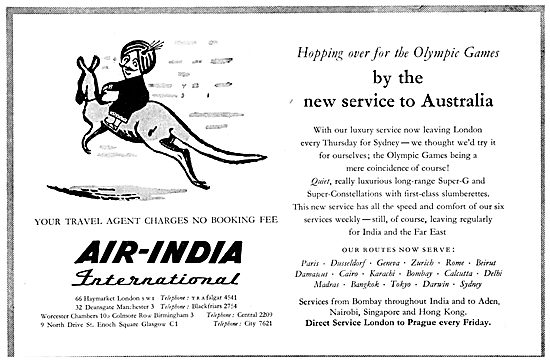 Hopping over for the Olympic Games
by the
new service to Australia
With our luxury service now leaving London
every Thursday for Sydney — we thought we'd try it
for ourselves; the Olympic Games being a
mere coincidence of course!
Quiet, really luxurious long-range Super-G and
Super-Constellations with first-class slumberettes.
This new service has all the speed and comfort of our six
services weekly — still, of course, leaving regularly
for India and the Far East
OUR ROUTES NOW SERVE:
Paris · Dusseldorf · Geneva · Zurich · Rome · Beirut
Damascus · Cairo · Karachi · Bombay · Calcutta · Delhi
Madras · Bangkok · Tokyo · Darwin · Sydney
Services from Bombay throughout India and to Aden,
Nairobi, Singapore and Hong Kong.
Direct Service London to Prague every Friday.
YOUR TRAVEL AGENT CHARGES NO BOOKING FEE
AIR-INDIA
International
66 Haymarket London SW1 Telephone: TRAfalgar 4541
32 Deansgate Manchester 3 Telephone: Blackfriars 2754
Worcester Chambers 10a Colmore Row Birmingham 3 Telephone: Central 2209
9 North Drive St. Enoch Square Glasgow C1 Telephone: City 7621